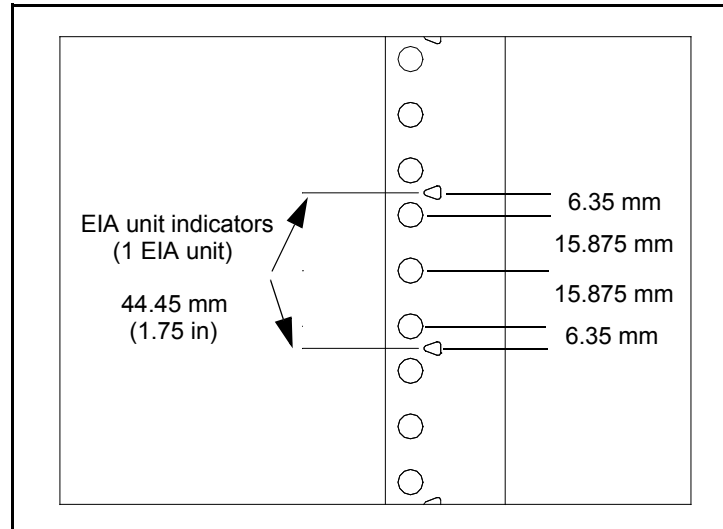 EIA unit indicators
(1 EIA unit)
44.45 mm
(1.75 in)
6.35 mm
15.875 mm
15.875 mm
6.35 mm